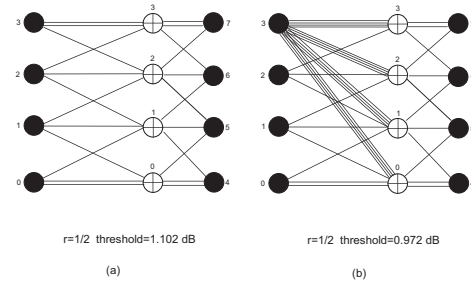 3 3 7
2 2 6
1 1 5
0 0 4
r=1/2 threshold=1.102 dB
(a)
3 3
2 2
1 1
0 0
r=1/2 threshold=0.972 dB
(b)